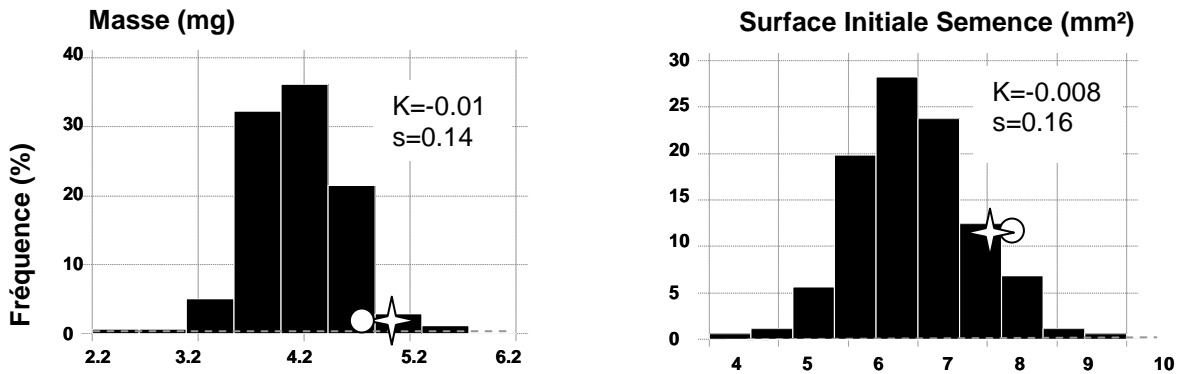 Masse (mg)
Fréquence (%)
40
30
20
10
0
K=-0.01
s=0.14
2.2 3.2 4.2 5.2 6.2
Surface Initiale Semence (mm²)
30
25
20
15
10
5
0
K=-0.008
s=0.16
4 5 6 7 8 9 10